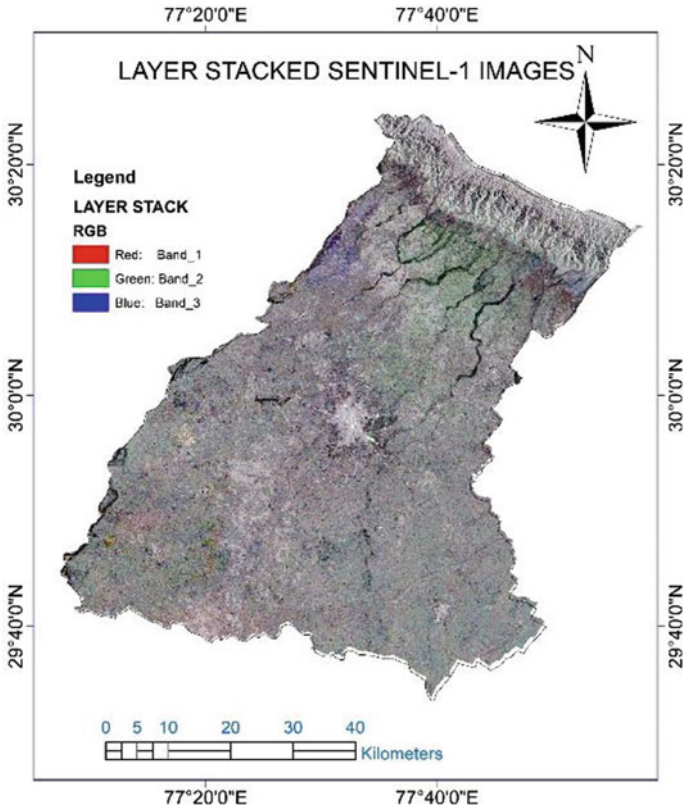 77°20'0"E 77°40'0"E
LAYER STACKED SENTINEL-1 IMAGES
N
30°20'0"N 30°20'0"N
Legend
LAYER STACK
RGB
Red: Band_1
Green: Band_2
Blue: Band_3
30°0'0"N 30°0'0"N
29°40'0"N 29°40'0"N
0 5 10 20 30 40
Kilometers
77°20'0"E 77°40'0"E